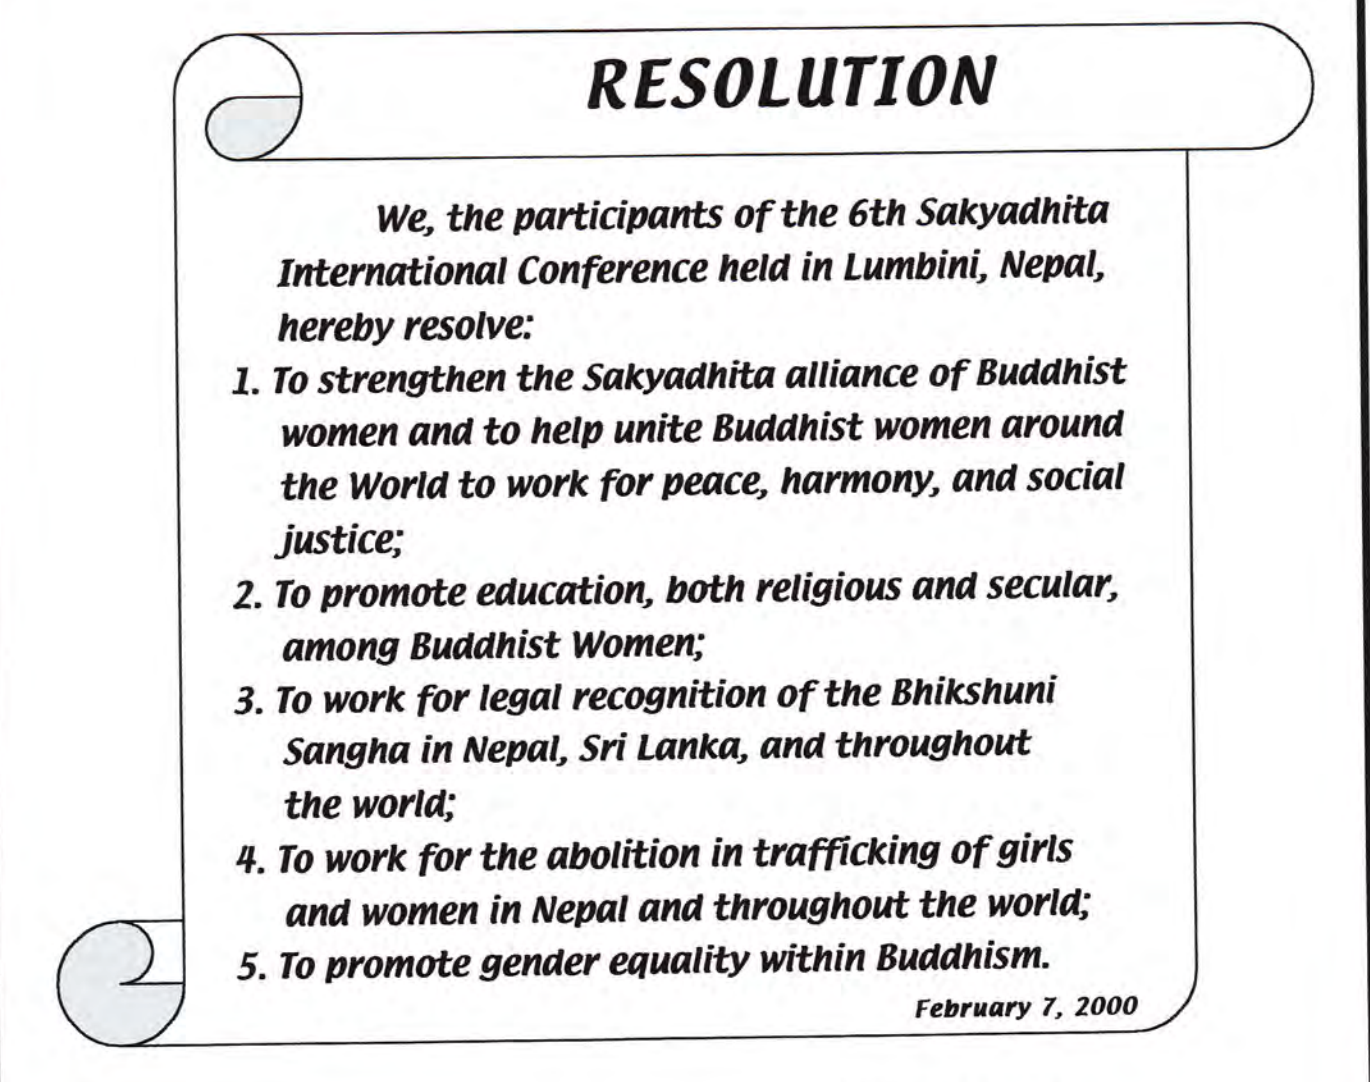 RESOLUTION
We, the participants of the 6th Sakyadhita
International Conference held in Lumbini, Nepal,
hereby resolve:
1. To strengthen the Sakyadhita alliance of Buddhist
women and to help unite Buddhist women around
the World to work for peace, harmony, and social
justice;
2. To promote education, both religious and secular,
among Buddhist Women;
3. To work for legal recognition of the Bhikshuni
Sangha in Nepal, Sri Lanka, and throughout
the world;
4. To work for the abolition in trafficking of girls
and women in Nepal and throughout the world;
5. To promote gender equality within Buddhism.
February 7, 2000